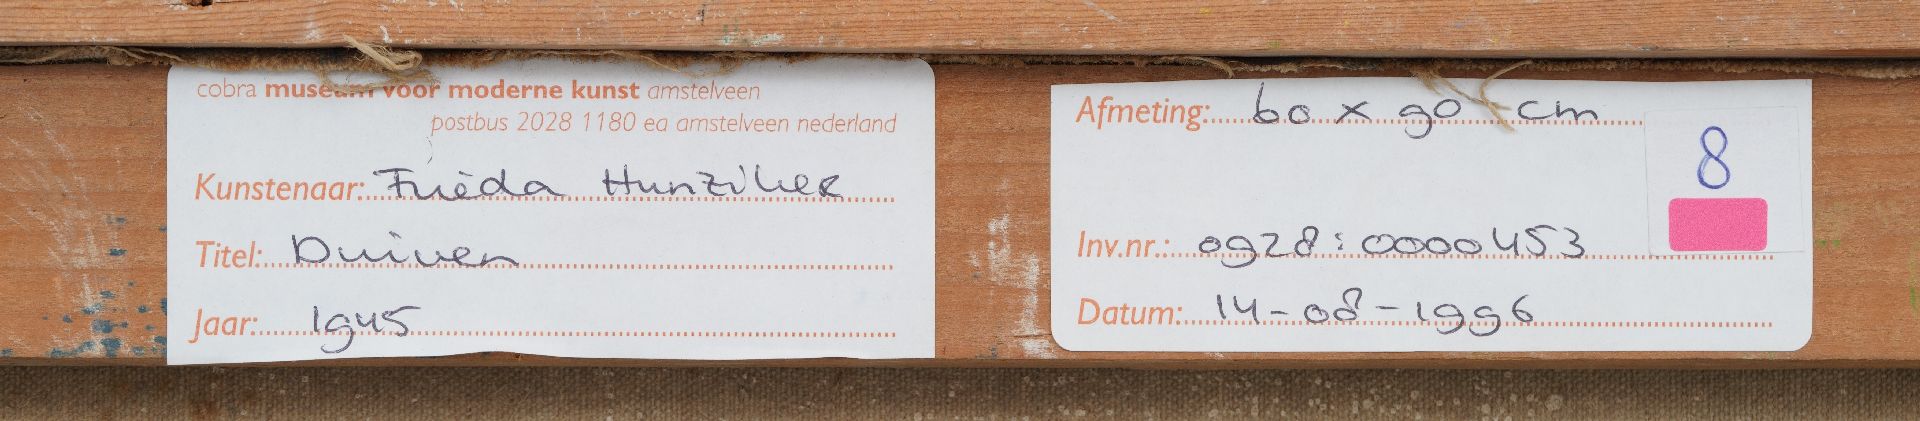 cobra museum voor moderne kunst amstelveen
postbus 2028 1180 ea amstelveen nederland
Kunstenaar: Frieda Hunziker
Titel: Duiven
Jaar: 1945
Afmeting: 60 x 90 cm
8
Inv.nr.: 0928:0000453
Datum: 14-08-1996